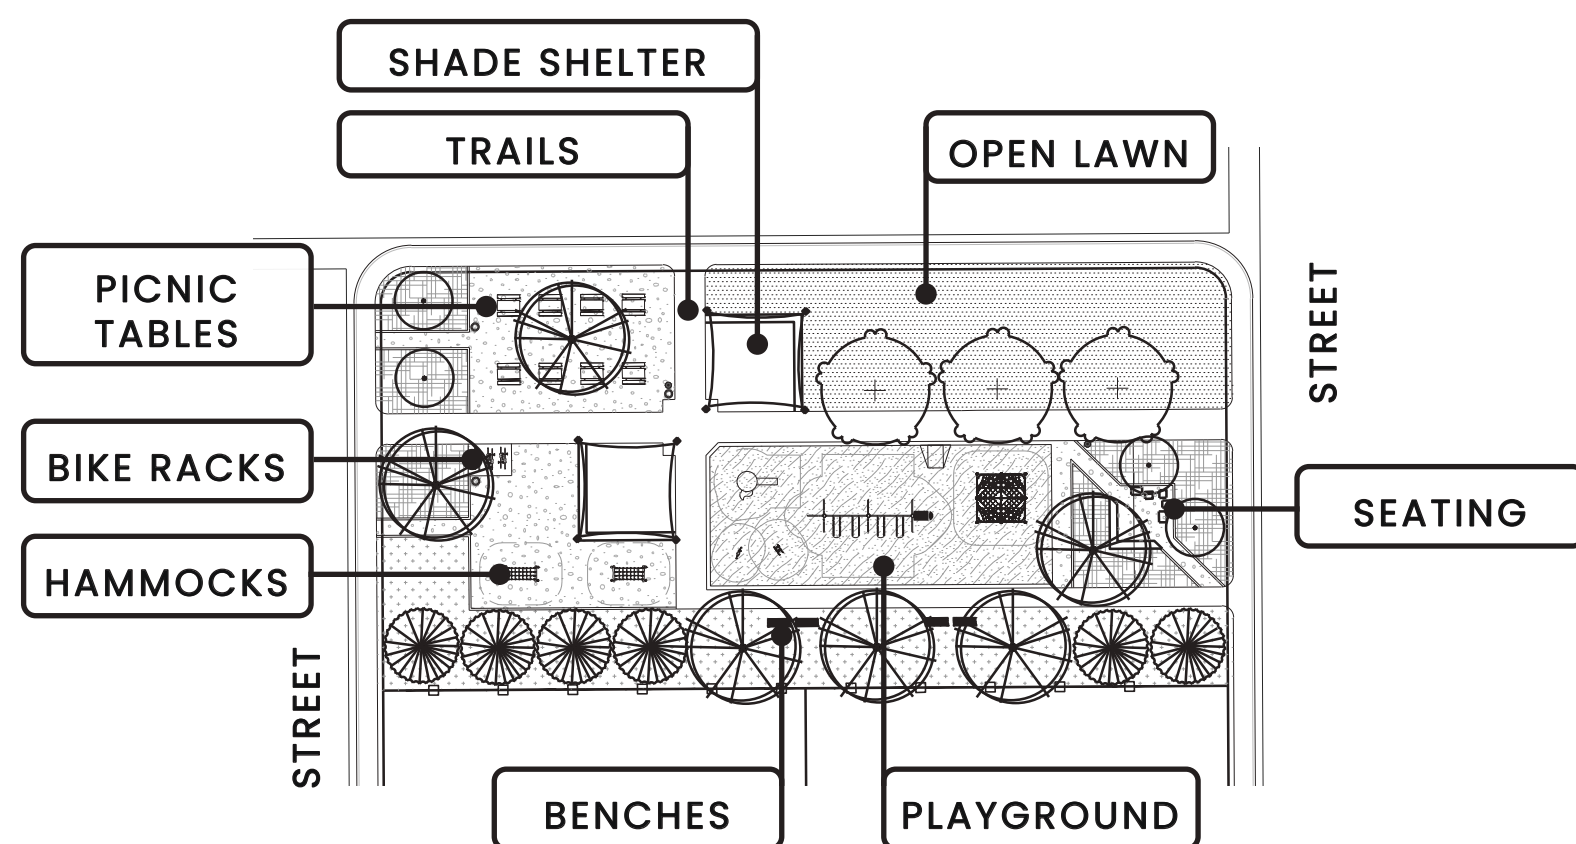 SHADE SHELTER
TRAILS
OPEN LAWN
PICNIC
TABLES
STREET
BIKE RACKS
SEATING
HAMMOCKS
STREET
BENCHES
PLAYGROUND